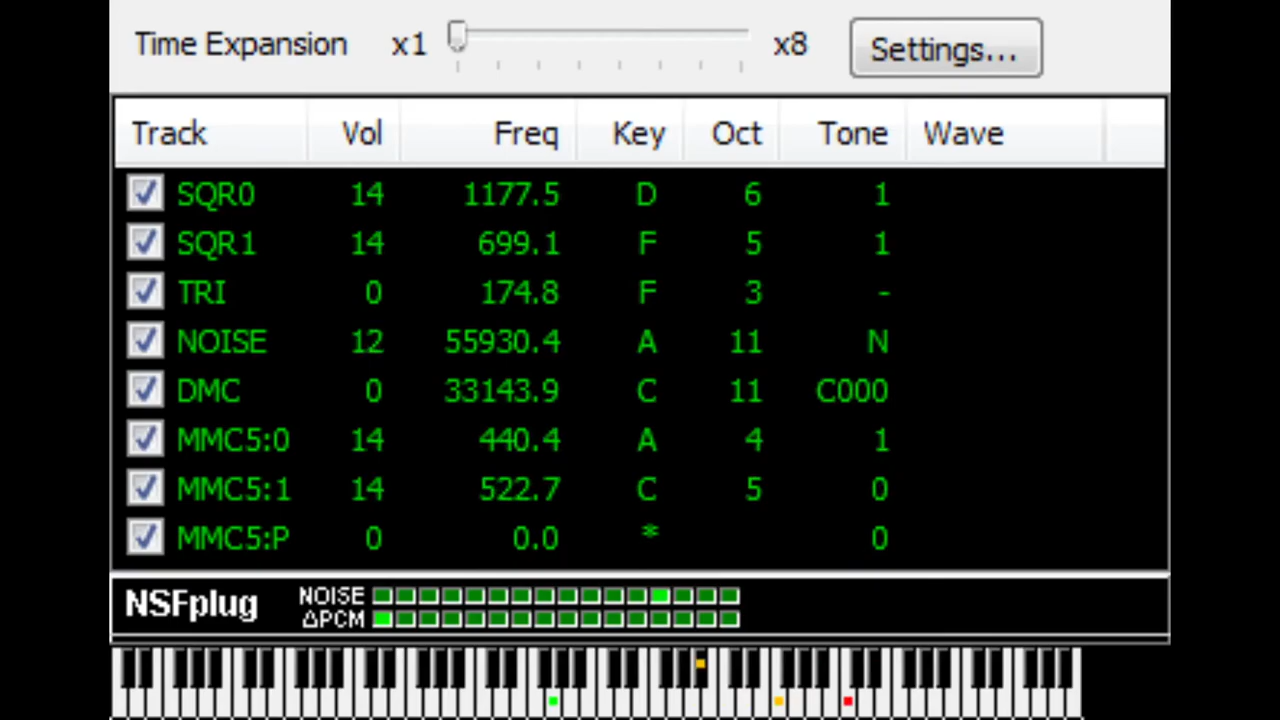 Time Expansion x1 x8 Settings...
Track Vol Freq Key Oct Tone Wave
SQR0 14 1177.5 D 6 1
SQR1 14 699.1 F 5 1
TRI 0 174.8 F 3 -
NOISE 12 55930.4 A 11 N
DMC 0 33143.9 C 11 C000
MMC5:0 14 440.4 A 4 1
MMC5:1 14 522.7 C 5 0
MMC5:P 0 0.0 * 0
NSFplug NOISE
ΔPCM